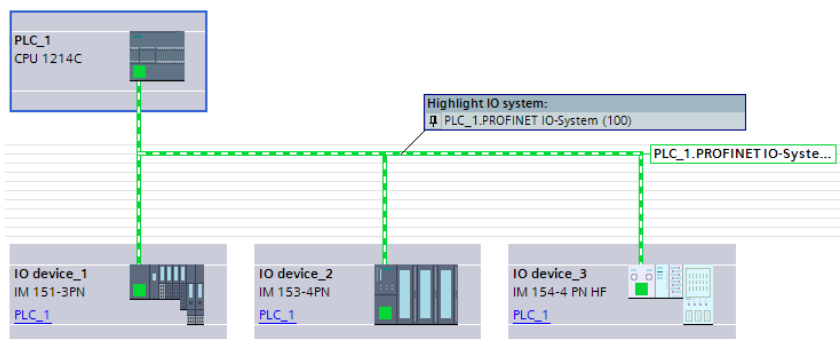 PLC_1
CPU 1214C
Highlight IO system:
PLC_1.PROFINET IO-System (100)
PLC_1.PROFINET IO-Syste...
IO device_1
IM 151-3PN
PLC_1
IO device_2
IM 153-4PN
PLC_1
IO device_3
IM 154-4 PN HF
PLC_1